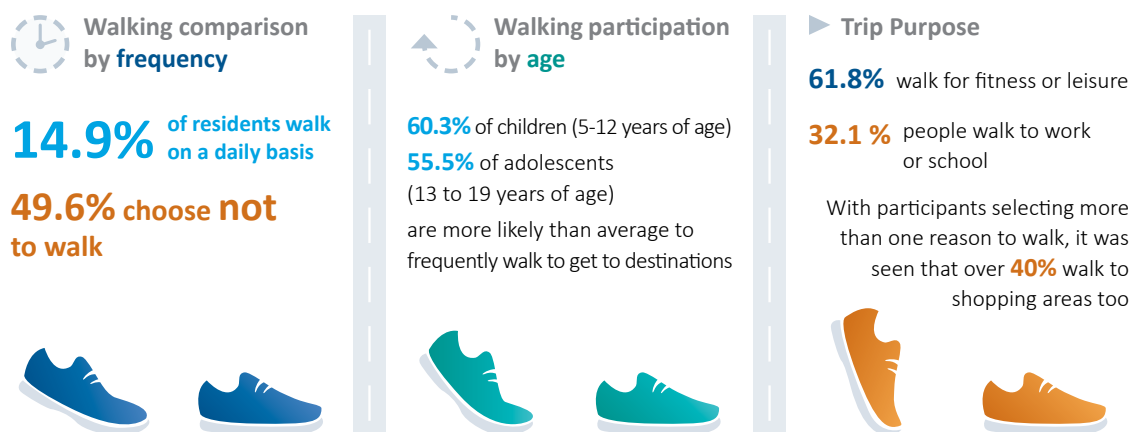 Walking comparison
by frequency
14.9% of residents walk
on a daily basis
49.6% choose not
to walk
Walking participation
by age
60.3% of children (5-12 years of age)
55.5% of adolescents
(13 to 19 years of age)
are more likely than average to
frequently walk to get to destinations
Trip Purpose
61.8% walk for fitness or leisure
32.1 % people walk to work
or school
With participants selecting more
than one reason to walk, it was
seen that over 40% walk to
shopping areas too